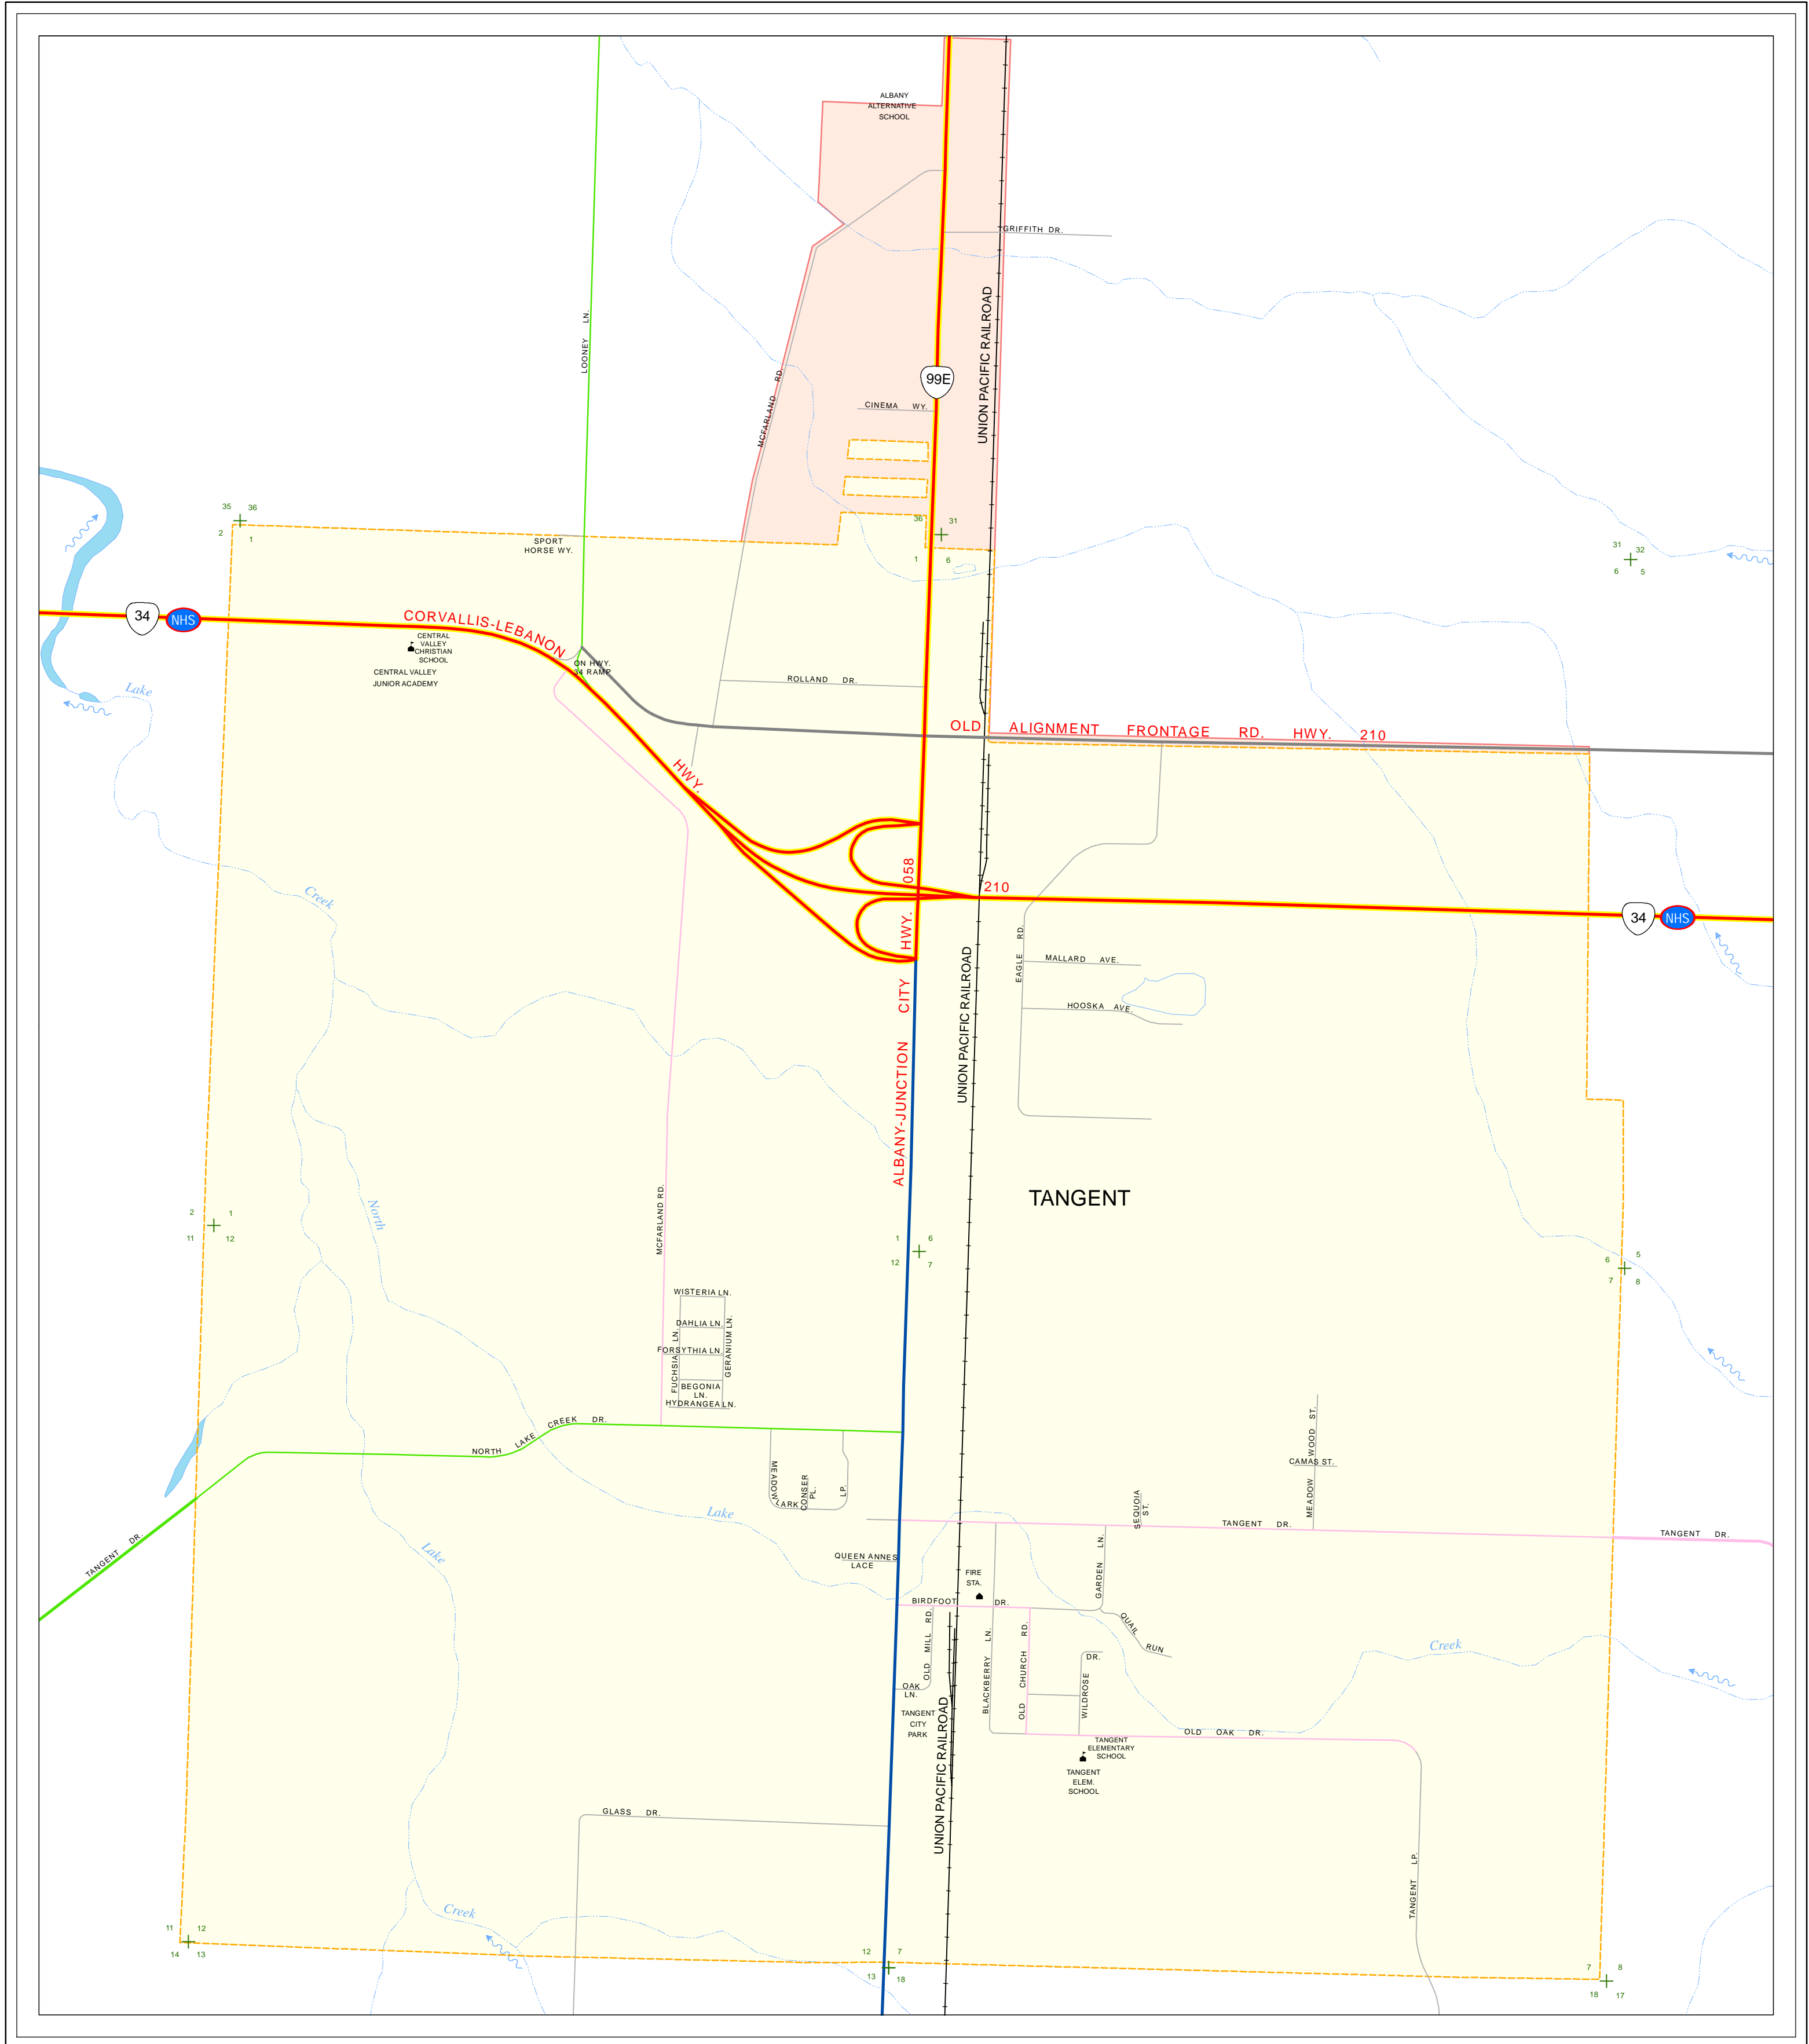 ALBANY
ALTERNATIVE
SCHOOL
GRIFFITH DR.
LOONEY LN.
UNION PACIFIC RAILROAD
99E
MCFARLAND RD.
CINEMA WY.
35 36
2 1
36 31
1 6
31 32
6 5
SPORT
HORSE WY.
34
NHS
CORVALLIS-LEBANON
HWY.
CENTRAL
VALLEY
CHRISTIAN
SCHOOL
CENTRAL VALLEY
JUNIOR ACADEMY
ON HWY.
34 RAMP
ROLLAND DR.
Lake
Creek
OLD ALIGNMENT FRONTAGE RD. HWY. 210
210
34
NHS
ALBANY-JUNCTION CITY HWY. 058
UNION PACIFIC RAILROAD
EAGLE RD.
MALLARD AVE.
HOOSKA AVE.
TANGENT
2 1
11 12
1 6
12 7
6 5
7 8
North
MCFARLAND RD.
WISTERIA LN.
DAHLIA LN.
FORSYTHIA LN.
FUCHSIA LN.
GERANIUM LN.
BEGONIA
LN.
HYDRANGEA LN.
NORTH LAKE CREEK DR.
TANGENT DR.
MEADOW LARK LP.
CONSER
PL.
MEADOW WOOD ST.
CAMAS ST.
SEQUOIA
ST.
TANGENT DR.
TANGENT DR.
Lake
Lake
QUEEN ANNES
LACE
FIRE
STA.
GARDEN LN.
BIRDFOOT DR.
OLD MILL RD.
BLACKBERRY LN.
OLD CHURCH RD.
QUAIL RUN
WILDROSE DR.
Creek
OAK
LN.
TANGENT
CITY
PARK
UNION PACIFIC RAILROAD
OLD OAK DR.
TANGENT
ELEMENTARY
SCHOOL
TANGENT
ELEM.
SCHOOL
GLASS DR.
TANGENT LP.
Creek
11 12
14 13
12 7
13 18
7 8
18 17